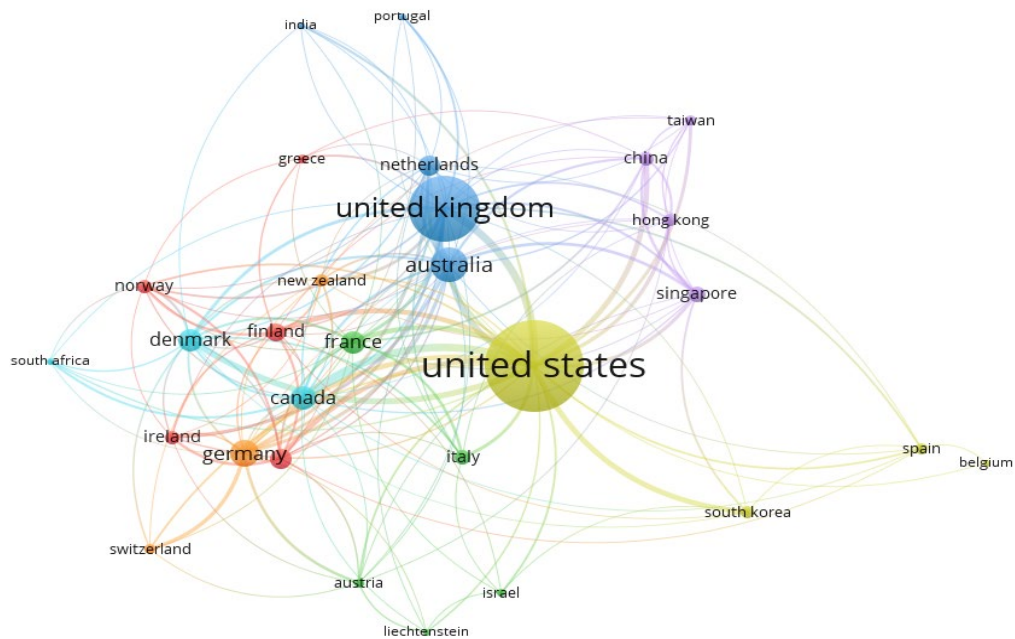 portugal
india
taiwan
china
greece
netherlands
united kingdom
hong kong
australia
new zealand
norway
singapore
finland
denmark
france
south africa
united states
canada
ireland
germany
italy
spain
belgium
south korea
switzerland
austria
israel
liechtenstein